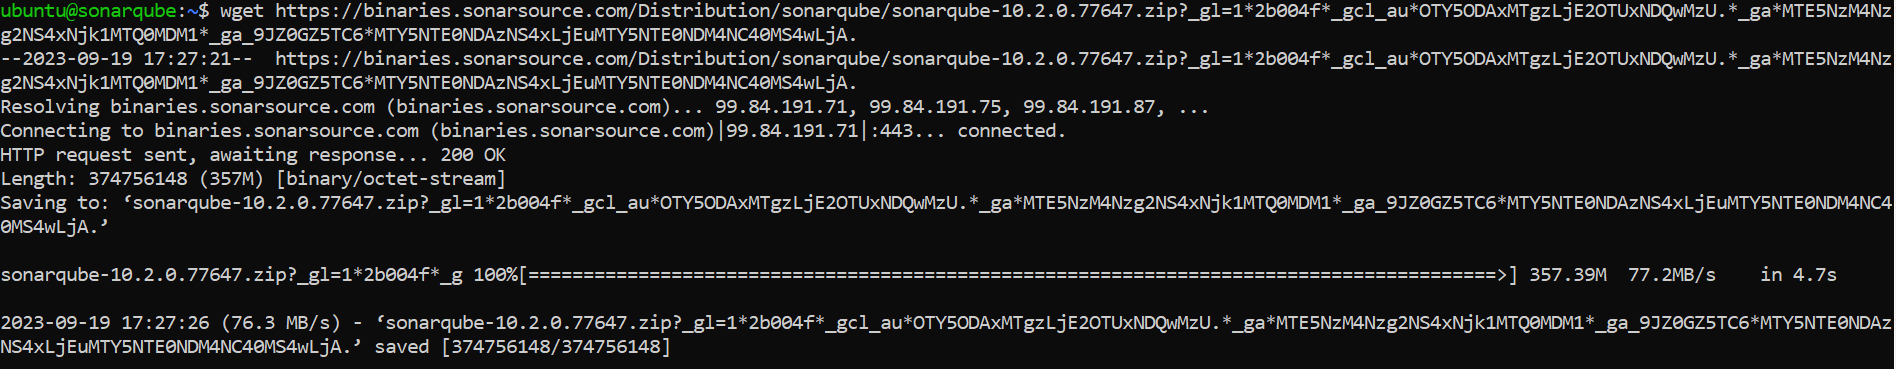 ubuntu@sonarqube:~$ wget https://binaries.sonarsource.com/Distribution/sonarqube/sonarqube-10.2.0.77647.zip?_gl=1*2b004f*_gcl_au*OTY5ODAxMTgzLjE2OTUxNDQwMzU.*_ga*MTE5NzM4Nz
g2NS4xNjk1MTQ0MDM1*_ga_9JZ0GZ5TC6*MTY5NTE0NDAzNS4xLjEuMTY5NTE0NDM4NC40MS4wLjA.
--2023-09-19 17:27:21--  https://binaries.sonarsource.com/Distribution/sonarqube/sonarqube-10.2.0.77647.zip?_gl=1*2b004f*_gcl_au*OTY5ODAxMTgzLjE2OTUxNDQwMzU.*_ga*MTE5NzM4Nz
g2NS4xNjk1MTQ0MDM1*_ga_9JZ0GZ5TC6*MTY5NTE0NDAzNS4xLjEuMTY5NTE0NDM4NC40MS4wLjA.
Resolving binaries.sonarsource.com (binaries.sonarsource.com)... 99.84.191.71, 99.84.191.75, 99.84.191.87, ...
Connecting to binaries.sonarsource.com (binaries.sonarsource.com)|99.84.191.71|:443... connected.
HTTP request sent, awaiting response... 200 OK
Length: 374756148 (357M) [binary/octet-stream]
Saving to: ‘sonarqube-10.2.0.77647.zip?_gl=1*2b004f*_gcl_au*OTY5ODAxMTgzLjE2OTUxNDQwMzU.*_ga*MTE5NzM4Nzg2NS4xNjk1MTQ0MDM1*_ga_9JZ0GZ5TC6*MTY5NTE0NDAzNS4xLjEuMTY5NTE0NDM4NC4
0MS4wLjA.’
sonarqube-10.2.0.77647.zip?_gl=1*2b004f*_g 100%[========================================================================================>] 357.39M  77.2MB/s    in 4.7s
2023-09-19 17:27:26 (76.3 MB/s) - ‘sonarqube-10.2.0.77647.zip?_gl=1*2b004f*_gcl_au*OTY5ODAxMTgzLjE2OTUxNDQwMzU.*_ga*MTE5NzM4Nzg2NS4xNjk1MTQ0MDM1*_ga_9JZ0GZ5TC6*MTY5NTE0NDAz
NS4xLjEuMTY5NTE0NDM4NC40MS4wLjA.’ saved [374756148/374756148]